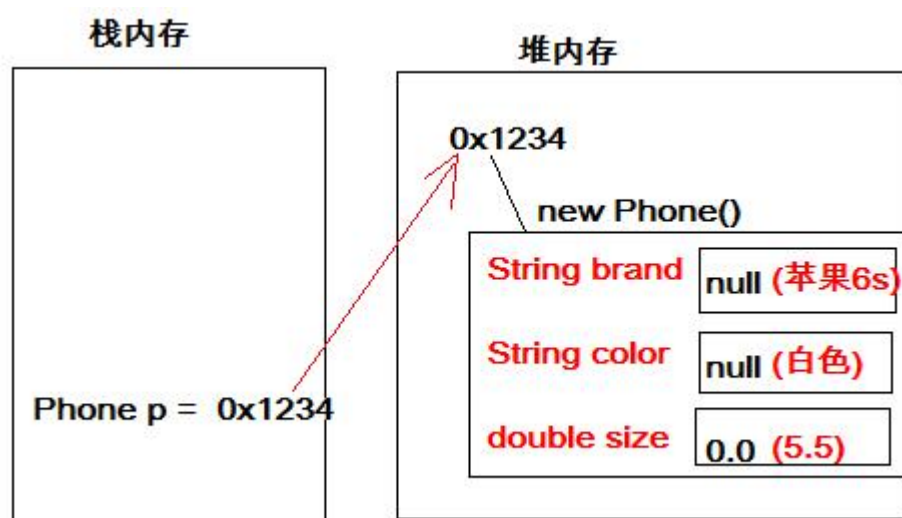 栈内存
堆内存
0x1234
new Phone()
String brand null (苹果6s)
String color null (白色)
Phone p = 0x1234
double size 0.0 (5.5)